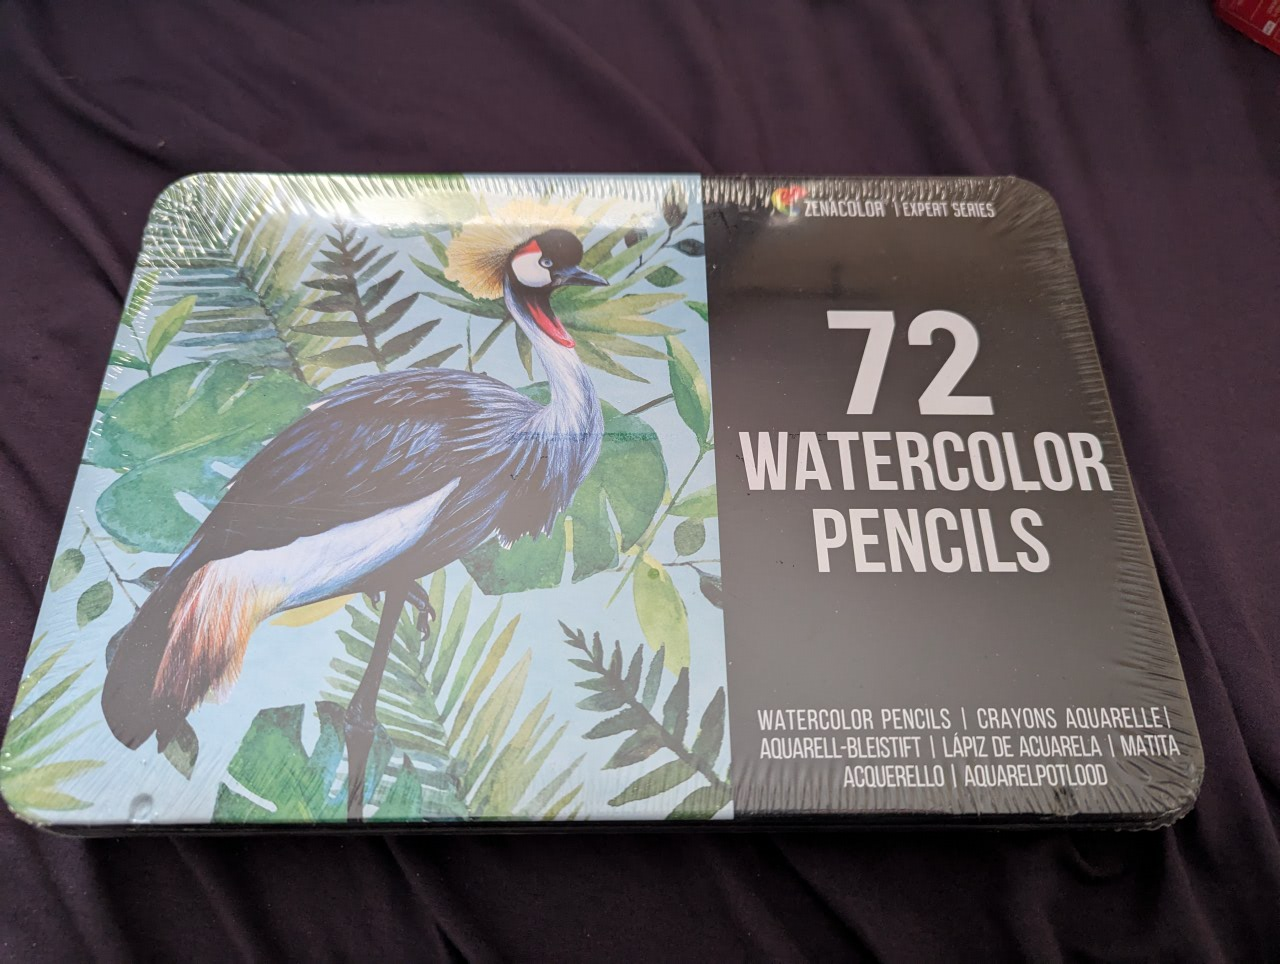 ZENACOLOR | EXPERT SERIES
72
WATERCOLOR
PENCILS
WATERCOLOR PENCILS | CRAYONS AQUARELLE |
AQUARELL-BLEISTIFT | LÁPIZ DE ACUARELA | MATITA
ACQUERELLO | AQUARELPOTLOOD